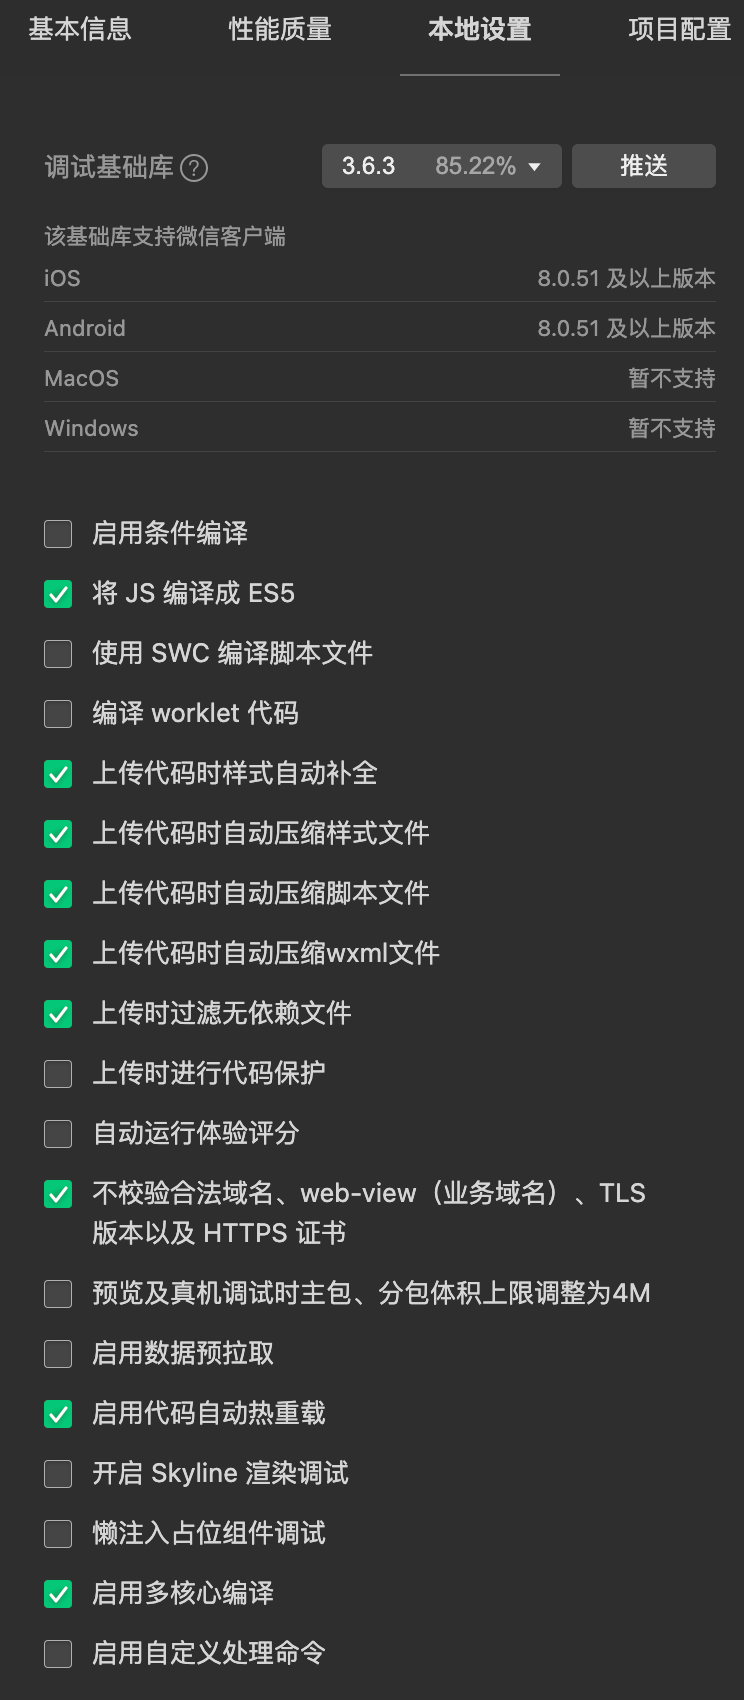 基本信息 性能质量 本地设置 项目配置
调试基础库 ? 3.6.3 85.22% 推送
该基础库支持微信客户端
iOS 8.0.51 及以上版本
Android 8.0.51 及以上版本
MacOS 暂不支持
Windows 暂不支持
启用条件编译
将 JS 编译成 ES5
使用 SWC 编译脚本文件
编译 worklet 代码
上传代码时样式自动补全
上传代码时自动压缩样式文件
上传代码时自动压缩脚本文件
上传代码时自动压缩wxml文件
上传时过滤无依赖文件
上传时进行代码保护
自动运行体验评分
不校验合法域名、web-view（业务域名）、TLS
版本以及 HTTPS 证书
预览及真机调试时主包、分包体积上限调整为4M
启用数据预拉取
启用代码自动热重载
开启 Skyline 渲染调试
懒注入占位组件调试
启用多核心编译
启用自定义处理命令